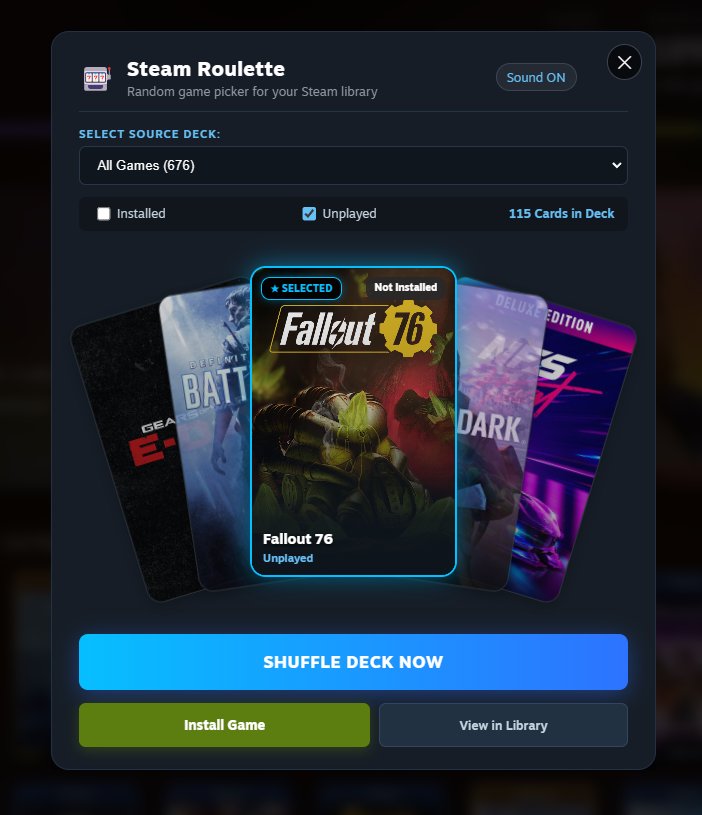 Steam Roulette
Random game picker for your Steam library
Sound ON
SELECT SOURCE DECK:
All Games (676)
Installed
Unplayed
115 Cards in Deck
★ SELECTED
Not Installed
Fallout 76
DELUXE EDITION
BATT
DARK
GEARS
Fallout 76
Unplayed
SHUFFLE DECK NOW
Install Game
View in Library